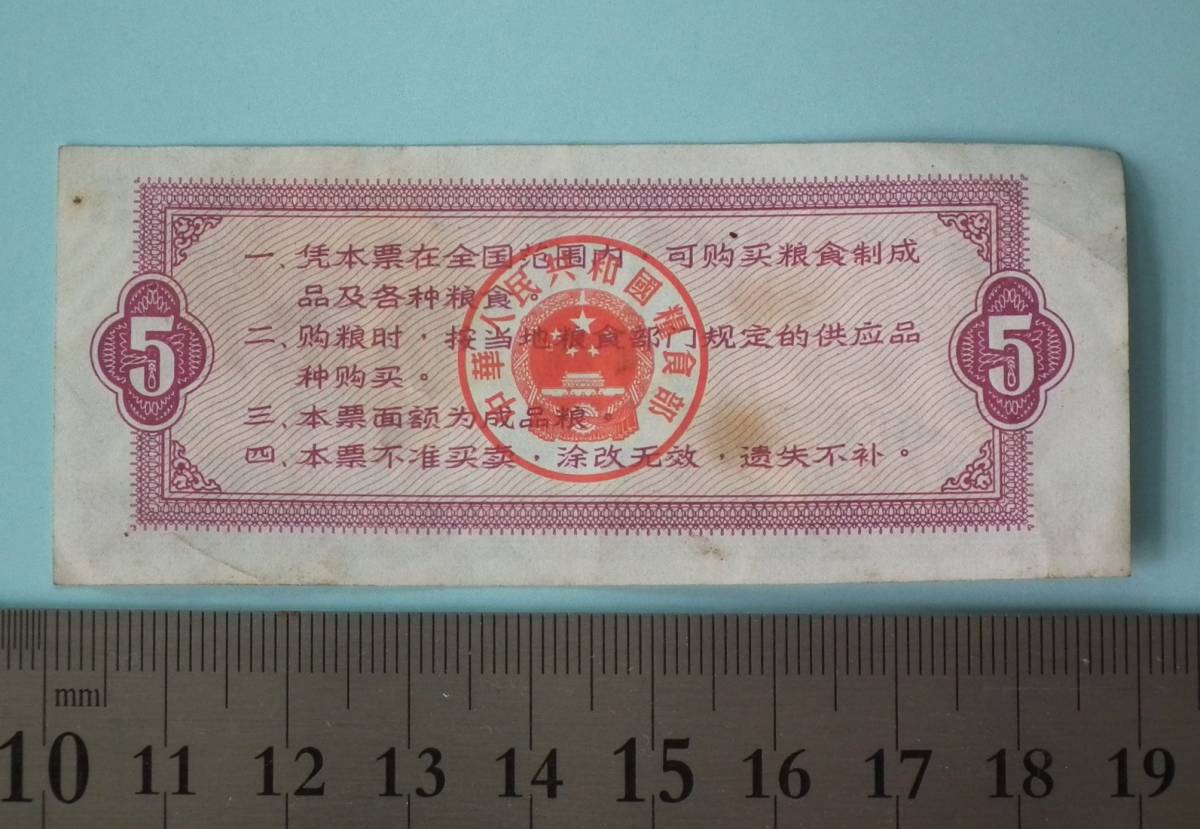 一、凭本票在全国范围内，可购买粮食制成
品及各种粮食。
二、购粮时，按当地粮食部门规定的供应品
种购买。
三、本票面额为成品粮。
四、本票不准买卖，涂改无效，遗失不补。
中華人民共和國粮食部
5
5
mm
10 11 12 13 14 15 16 17 18 19